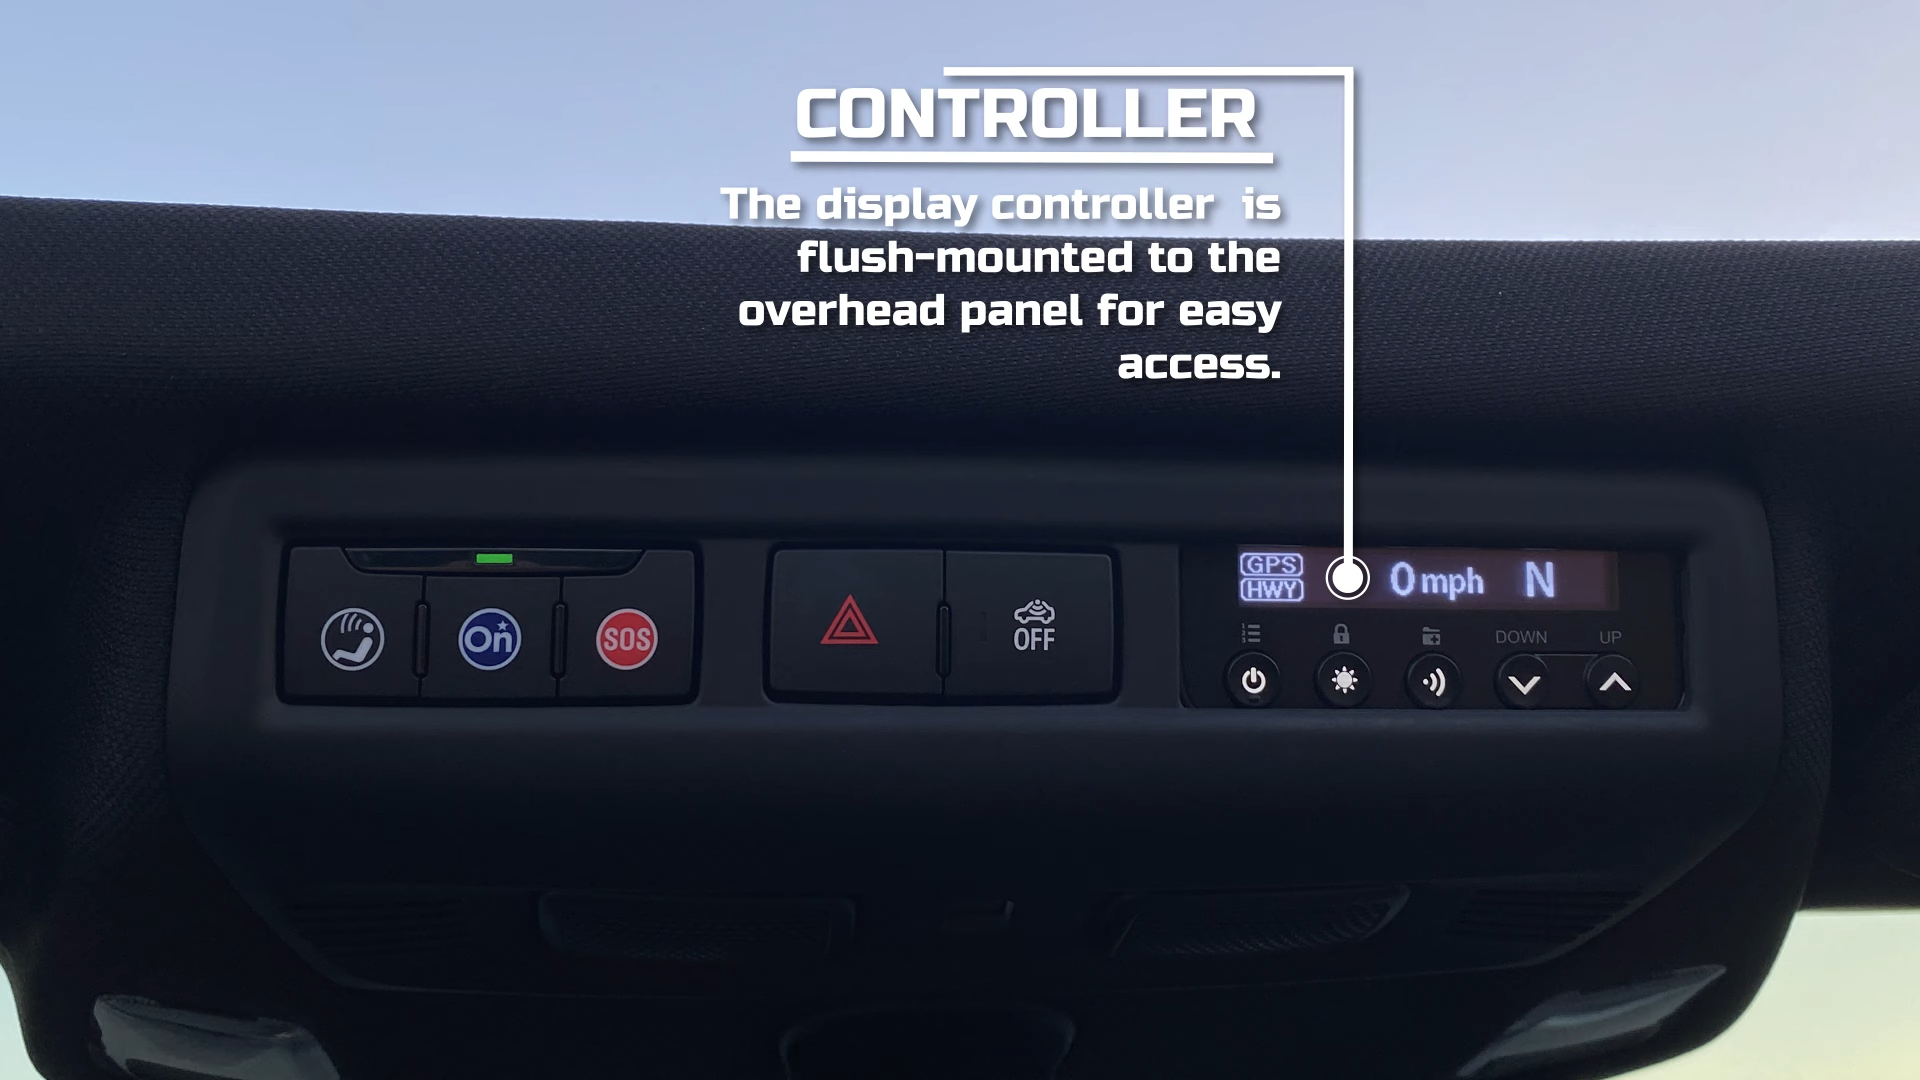 CONTROLLER
The display controller is
flush-mounted to the
overhead panel for easy
access.
GPS
HWY
0 mph N
On
SOS
OFF
DOWN UP